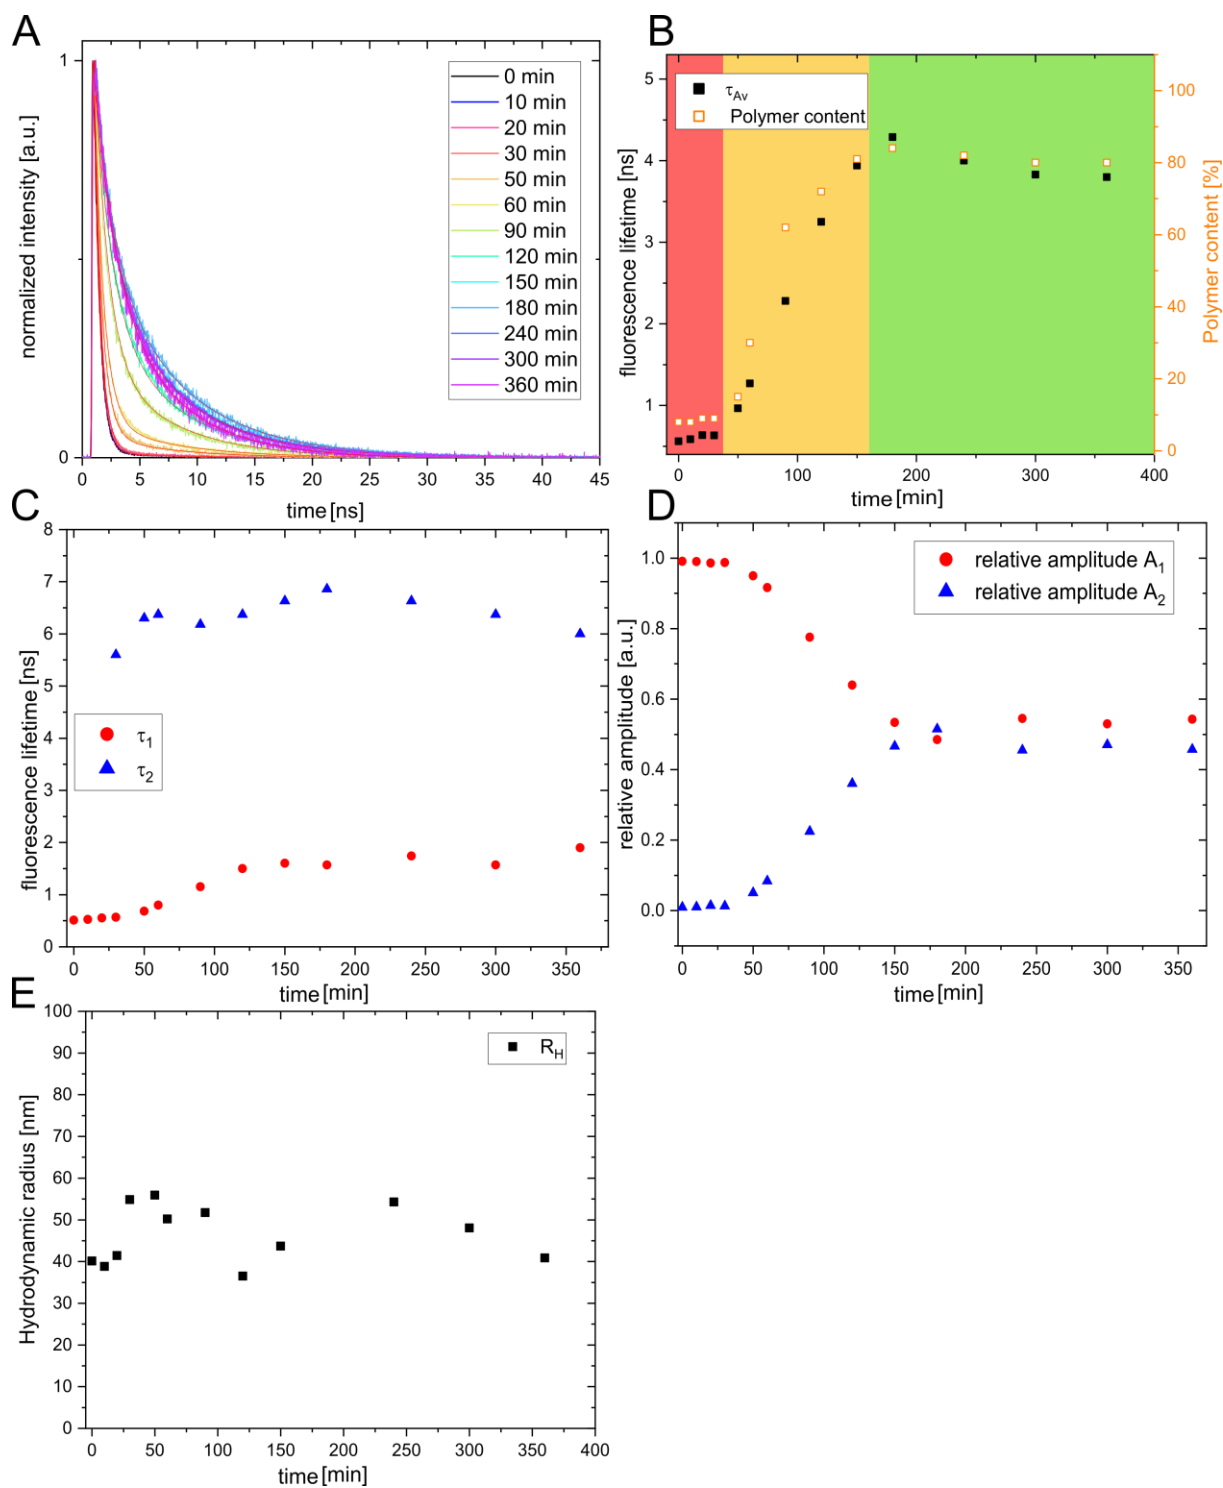 A
normalized intensity [a.u.]
1
0
0 min
10 min
20 min
30 min
50 min
60 min
90 min
120 min
150 min
180 min
240 min
300 min
360 min
0 5 10 15 20 25 30 35 40 45
time [ns]
B
fluorescence lifetime [ns]
5
4
3
2
1
τAv
Polymer content
100
80
60
40
20
0
Polymer content [%]
0 100 200 300 400
time [min]
C
fluorescence lifetime [ns]
8
7
6
5
4
3
2
1
0
τ1
τ2
0 50 100 150 200 250 300 350
time [min]
D
relative amplitude [a.u.]
1.0
0.8
0.6
0.4
0.2
0.0
relative amplitude A1
relative amplitude A2
0 50 100 150 200 250 300 350
time [min]
E
Hydrodynamic radius [nm]
100
90
80
70
60
50
40
30
20
10
0
RH
0 50 100 150 200 250 300 350 400
time [min]